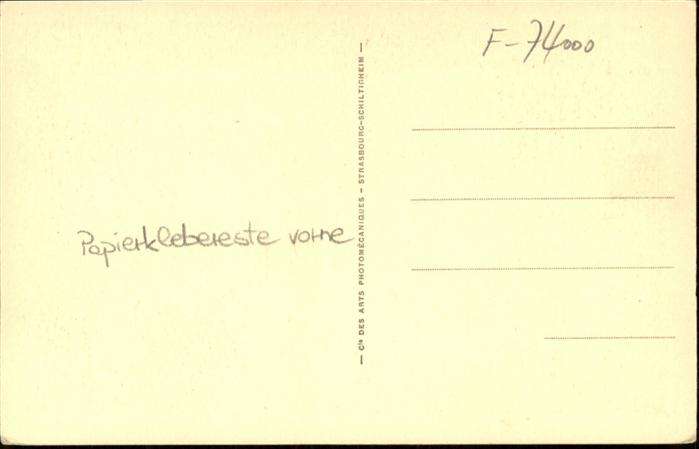 F-74000
Papierklebereste vorne
— Cie DES ARTS PHOTOMÉCANIQUES – STRASBOURG-SCHILTIGHEIM —